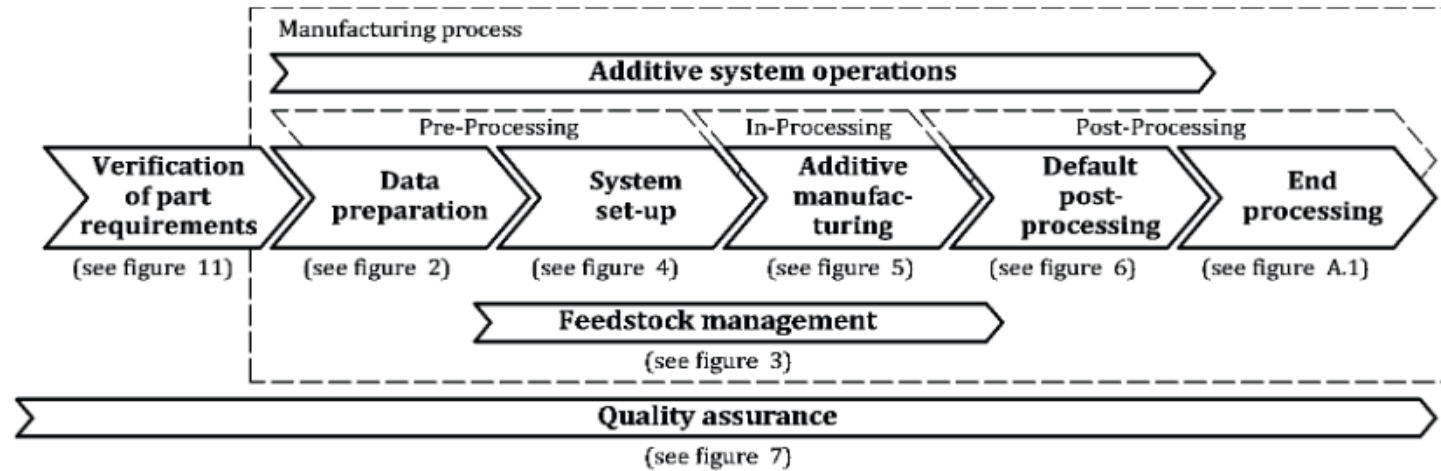 Manufacturing process
Additive system operations
Pre-Processing
In-Processing
Post-Processing
Verification
of part
requirements
(see figure 11)
Data
preparation
(see figure 2)
System
set-up
(see figure 4)
Additive
manufac-
turing
(see figure 5)
Default
post-
processing
(see figure 6)
End
processing
(see figure A.1)
Feedstock management
(see figure 3)
Quality assurance
(see figure 7)